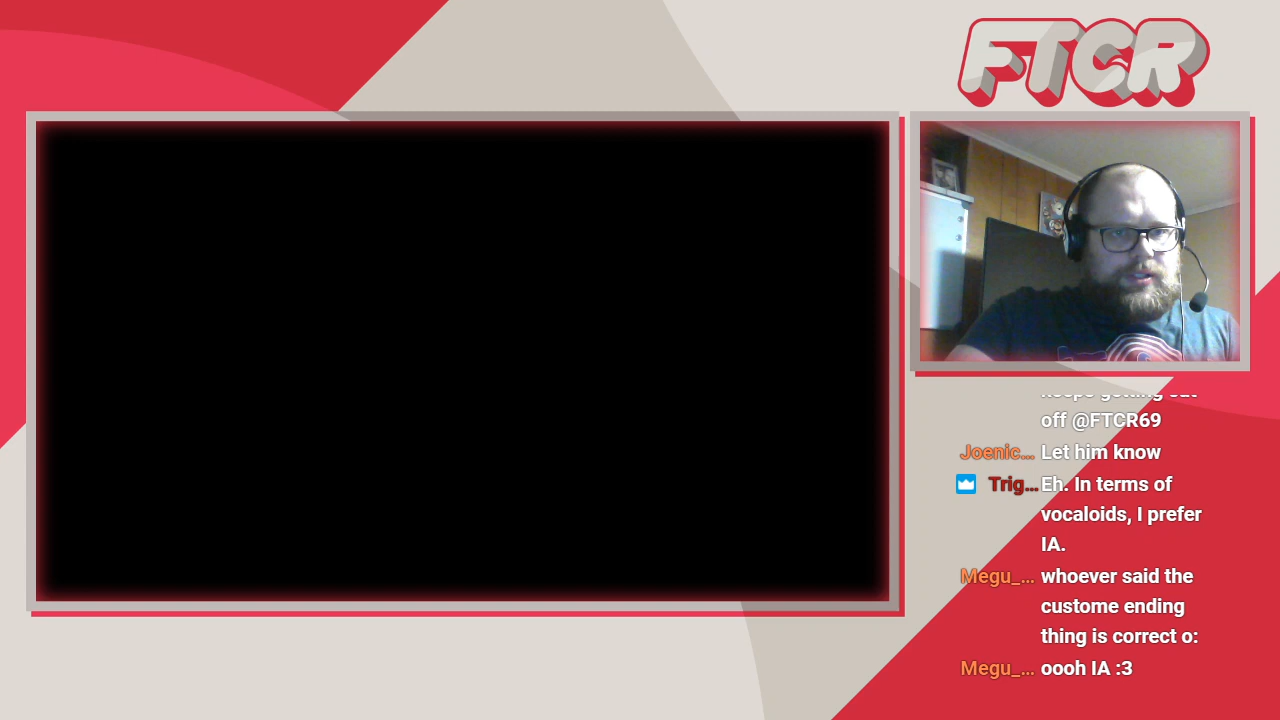 FTCR
off @FTCR69
Joenic... Let him know
Trig... Eh. In terms of
vocaloids, I prefer
IA.
Megu_... whoever said the
custome ending
thing is correct o:
Megu_... oooh IA :3